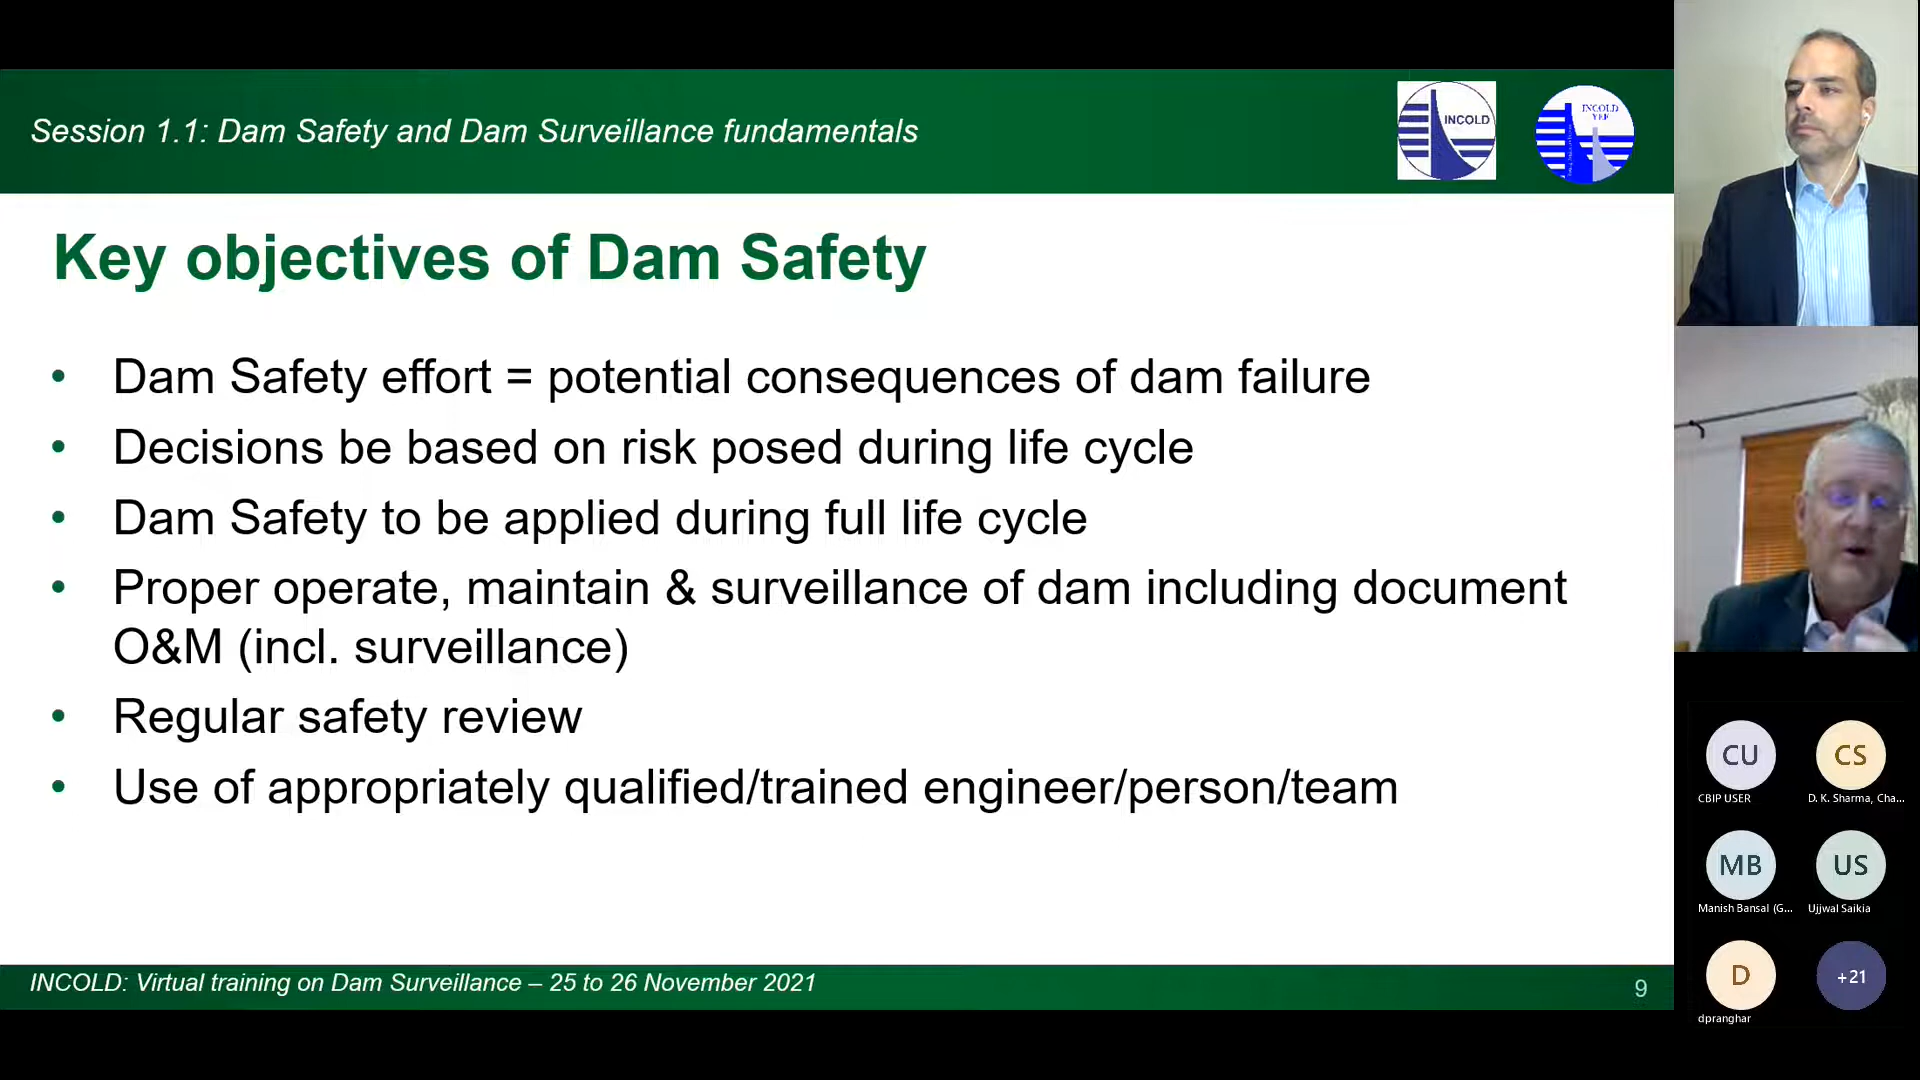 Session 1.1: Dam Safety and Dam Surveillance fundamentals
INCOLD
INCOLD
YEF
Key objectives of Dam Safety
• Dam Safety effort = potential consequences of dam failure
• Decisions be based on risk posed during life cycle
• Dam Safety to be applied during full life cycle
• Proper operate, maintain & surveillance of dam including document
O&M (incl. surveillance)
• Regular safety review
• Use of appropriately qualified/trained engineer/person/team
INCOLD: Virtual training on Dam Surveillance – 25 to 26 November 2021
9
CU
CS
CBIP USER
D. K. Sharma, Cha...
MB
US
Manish Bansal (G...
Ujjwal Saikia
D
+21
dpranghar